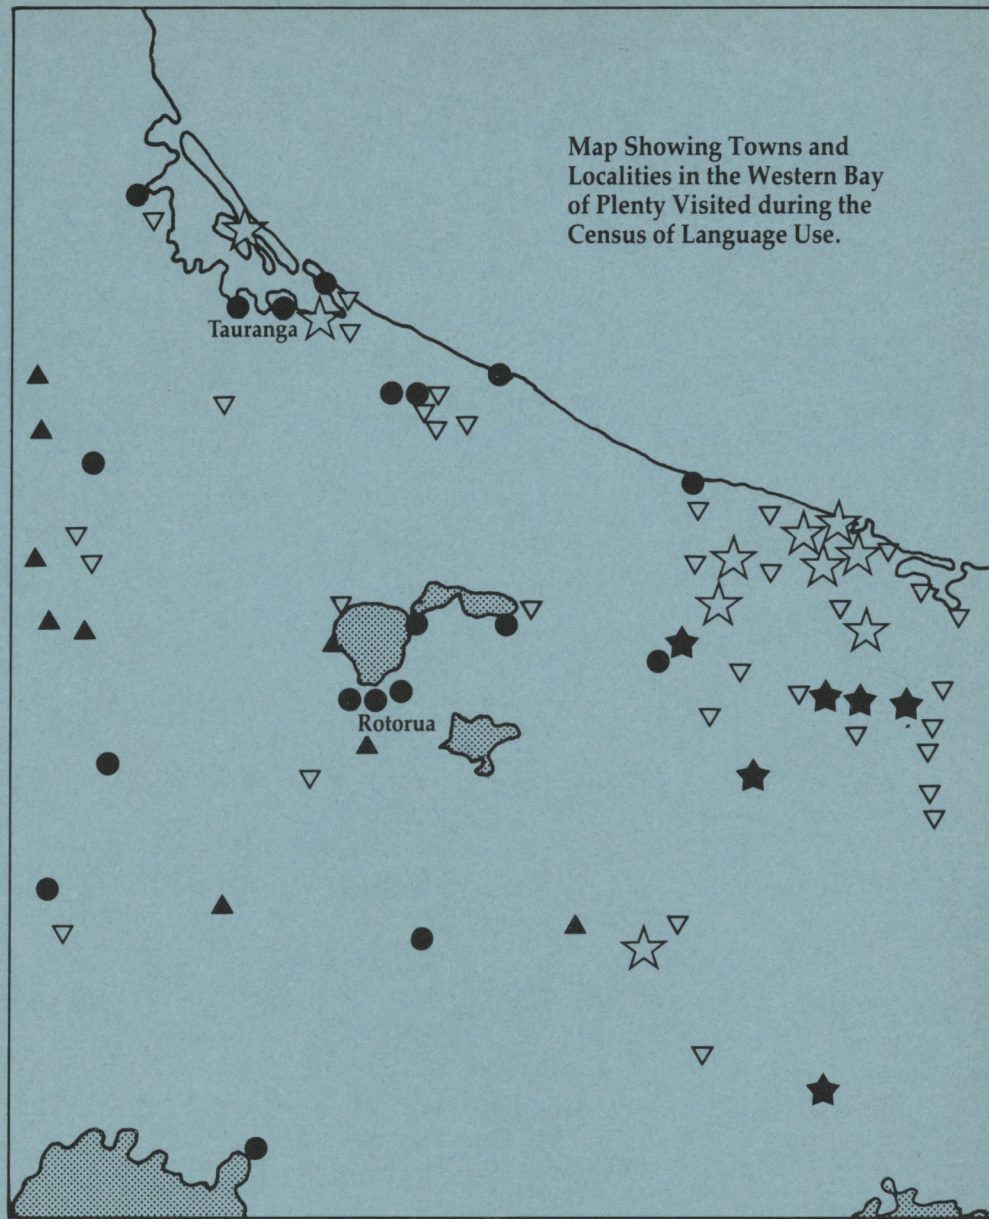 Map Showing Towns and
Localities in the Western Bay
of Plenty Visited during the
Census of Language Use.
Tauranga
Rotorua